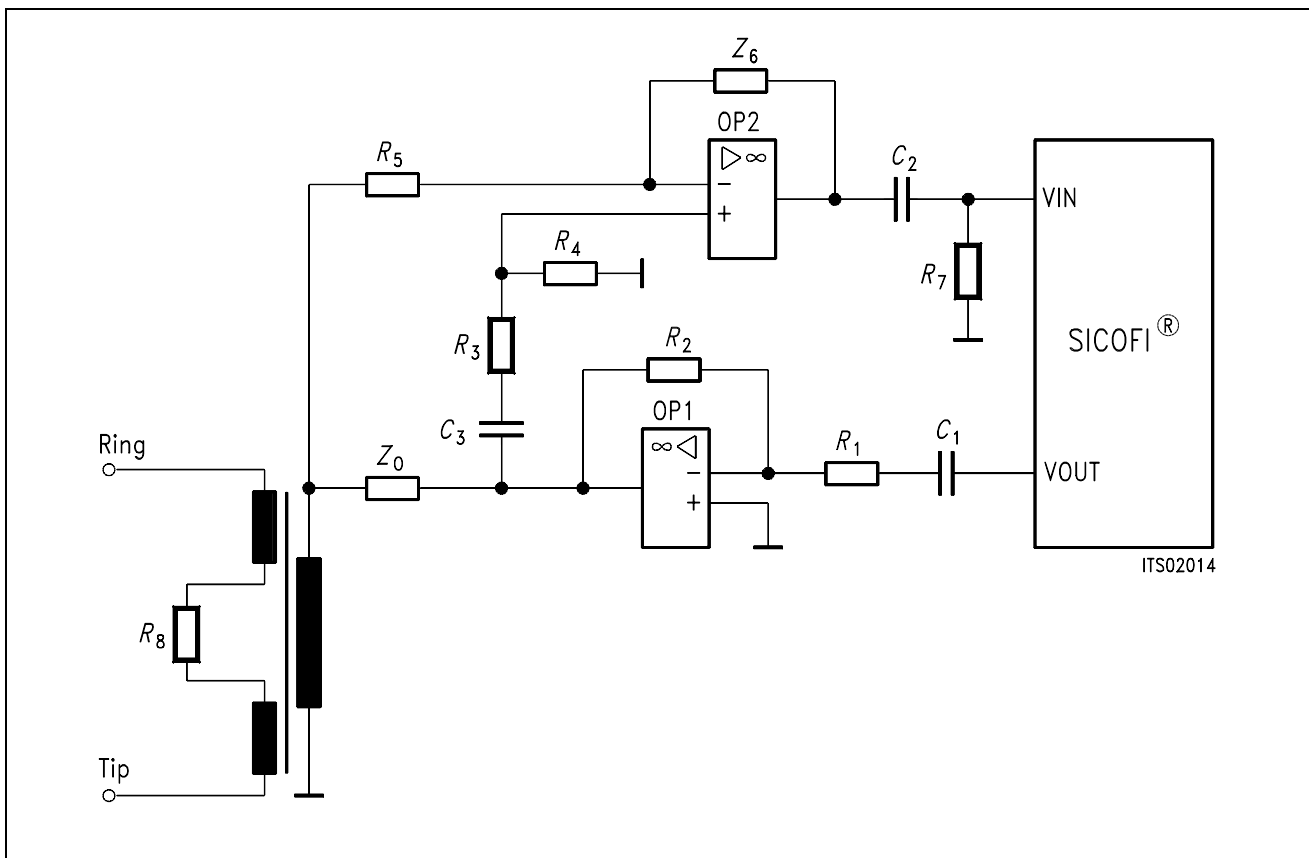 Z6
OP2
▷ ∞
R5
C2
−
VIN
+
R4
R7
SICOFI®
R3
R2
OP1
Ring
C3
∞ ◁
R1
C1
Z0
−
VOUT
+
ITS02014
R8
Tip